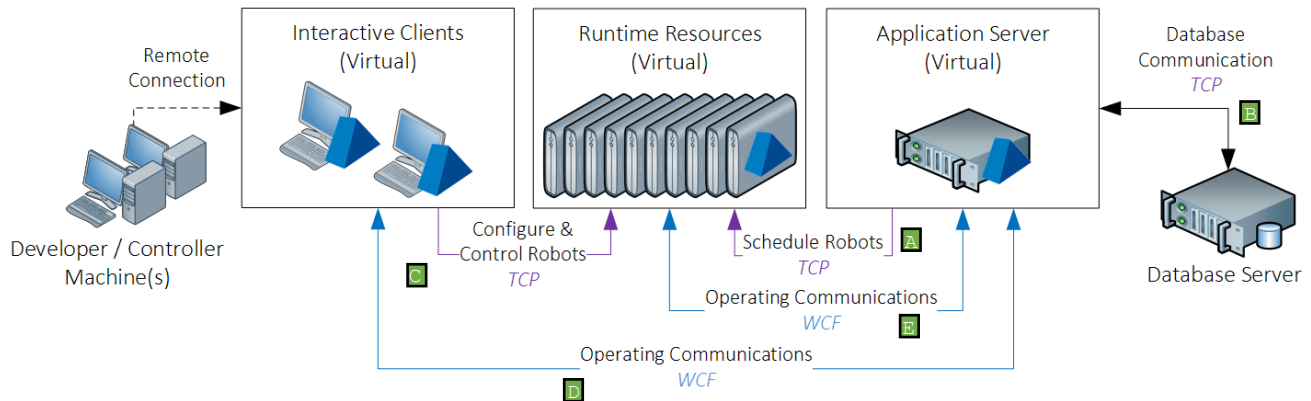 Remote
Connection
Developer / Controller
Machine(s)
Interactive Clients
(Virtual)
Runtime Resources
(Virtual)
Application Server
(Virtual)
Database
Communication
TCP
B
Database Server
Configure &
Control Robots
TCP
C
Schedule Robots
TCP
A
Operating Communications
WCF
E
Operating Communications
WCF
D